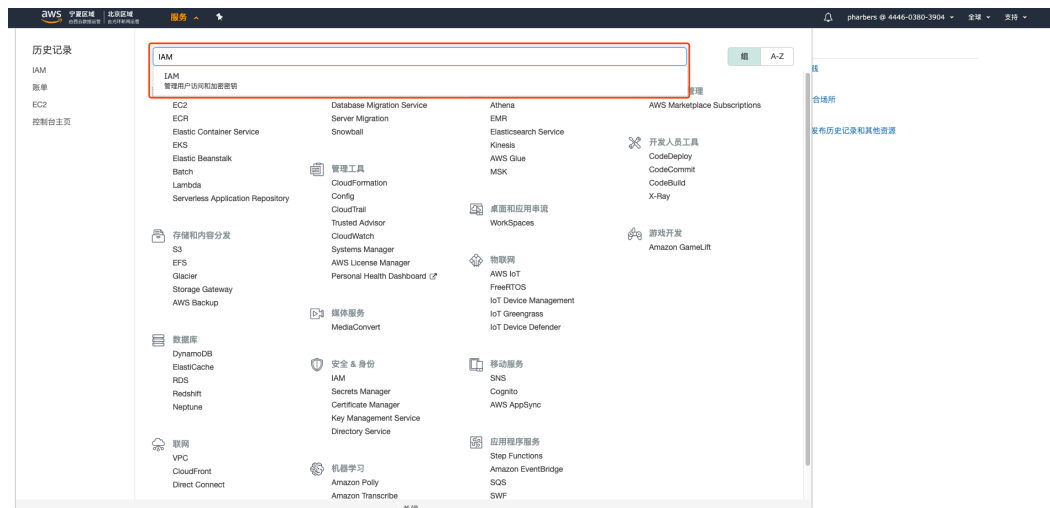 aws 宁夏区域 北京区域
服务
pharbers @ 4446-0380-3904
全球
支持
历史记录
IAM
账单
EC2
控制台主页
IAM
组
A-Z
IAM
管理用户访问和加密密钥
EC2
ECR
Elastic Container Service
EKS
Elastic Beanstalk
Batch
Lambda
Serverless Application Repository
存储和内容分发
S3
EFS
Glacier
Storage Gateway
AWS Backup
数据库
DynamoDB
ElastiCache
RDS
Redshift
Neptune
联网
VPC
CloudFront
Direct Connect
Database Migration Service
Server Migration
Snowball
管理工具
CloudFormation
Config
CloudTrail
Trusted Advisor
CloudWatch
Systems Manager
AWS License Manager
Personal Health Dashboard
媒体服务
MediaConvert
安全 & 身份
IAM
Secrets Manager
Certificate Manager
Key Management Service
Directory Service
机器学习
Amazon Polly
Amazon Transcribe
Athena
EMR
Elasticsearch Service
Kinesis
AWS Glue
MSK
桌面和应用串流
WorkSpaces
物联网
AWS IoT
FreeRTOS
IoT Device Management
IoT Greengrass
IoT Device Defender
移动服务
SNS
Cognito
AWS AppSync
应用程序服务
Step Functions
Amazon EventBridge
SQS
SWF
管理
AWS Marketplace Subscriptions
开发人员工具
CodeDeploy
CodeCommit
CodeBuild
X-Ray
游戏开发
Amazon GameLift
合场所
发布历史记录和其他资源